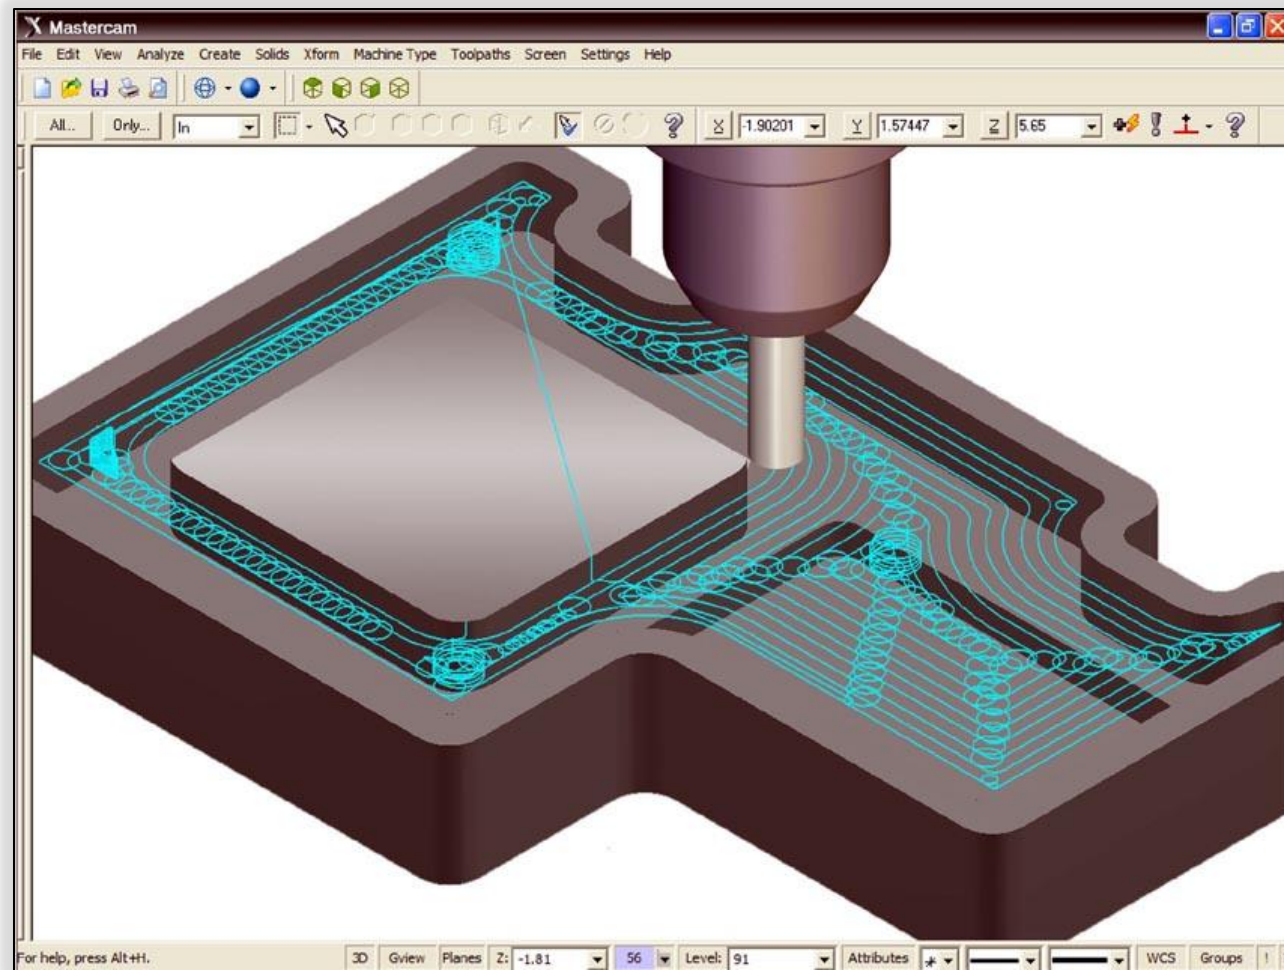 Mastercam
File Edit View Analyze Create Solids Xform Machine Type Toolpaths Screen Settings Help
All... Only... In X -1.90201 Y 1.57447 Z 5.65
For help, press Alt+H. 3D Gview Planes Z: -1.81 56 Level: 91 Attributes WCS Groups